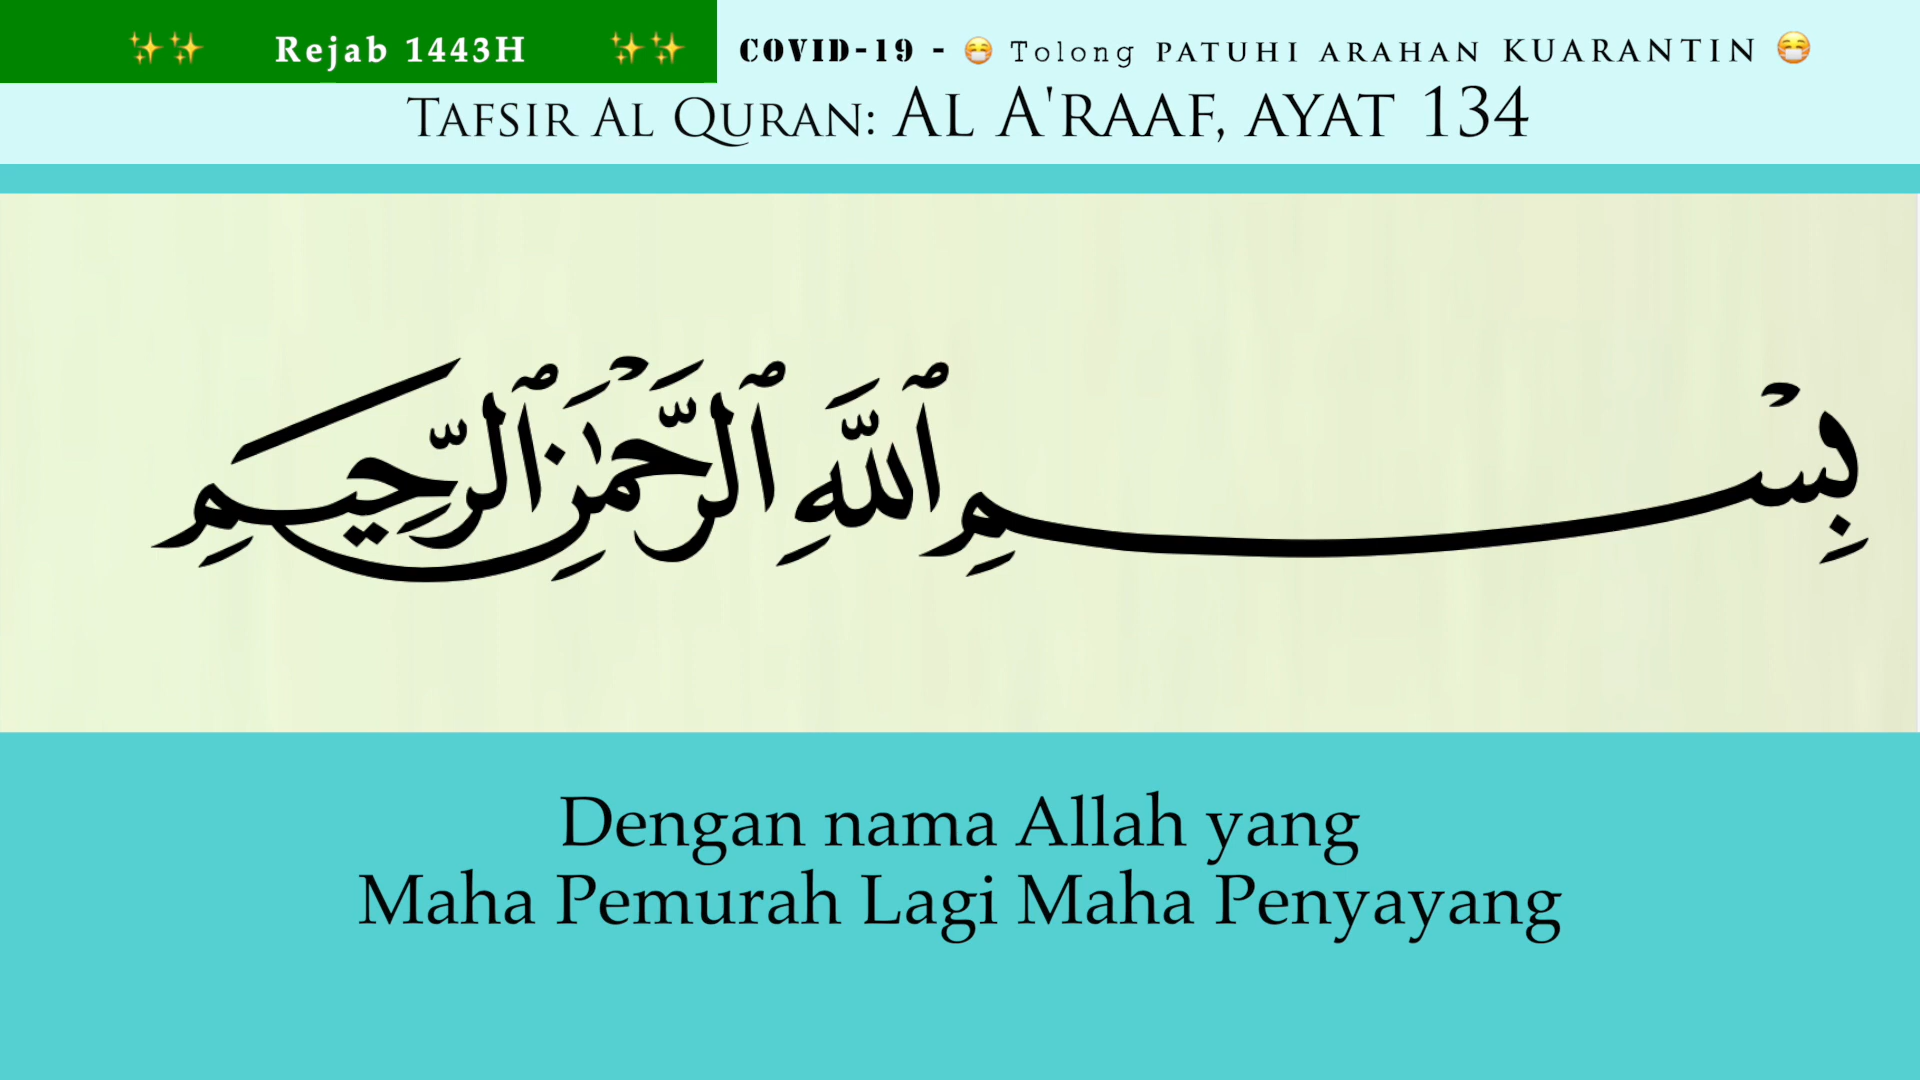 ✨✨ Rejab 1443H ✨✨
COVID-19 - 😷 Tolong PATUHI ARAHAN KUARANTIN 😷
TAFSIR AL QURAN: AL A'RAAF, AYAT 134
بِسْمِ ٱللَّهِ ٱلرَّحْمَٰنِ ٱلرَّحِيمِ
Dengan nama Allah yang
Maha Pemurah Lagi Maha Penyayang